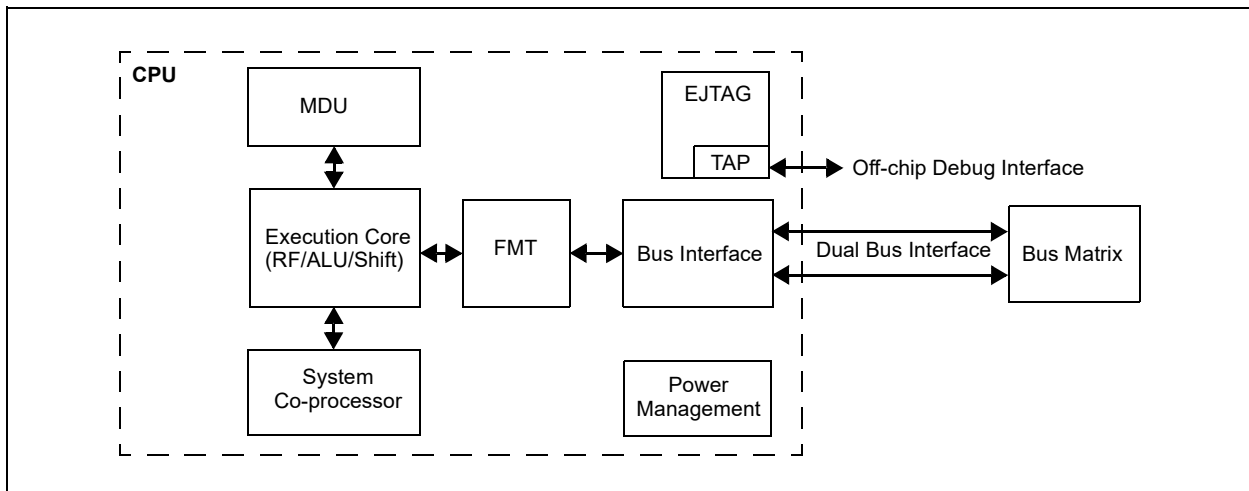 CPU
MDU
EJTAG
TAP
Off-chip Debug Interface
Execution Core
(RF/ALU/Shift)
FMT
Bus Interface
Dual Bus Interface
Bus Matrix
System
Co-processor
Power
Management